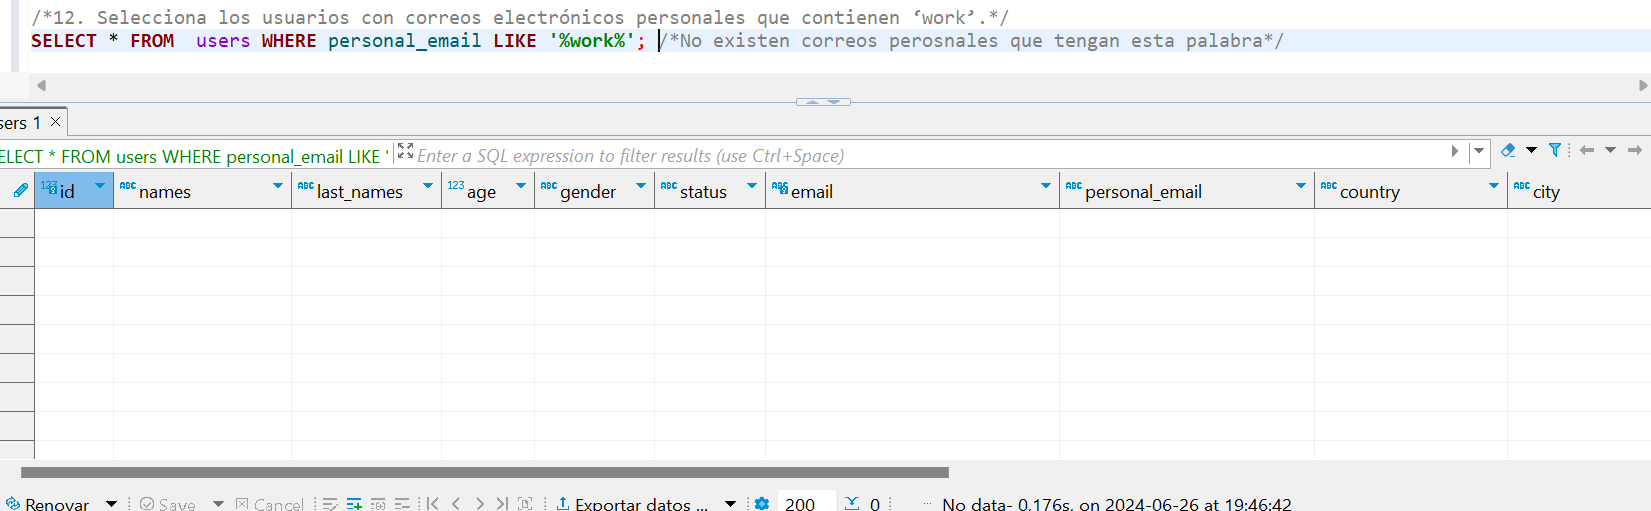 /*12. Selecciona los usuarios con correos electrónicos personales que contienen ‘work’.*/
SELECT * FROM  users WHERE personal_email LIKE '%work%'; /*No existen correos perosnales que tengan esta palabra*/
sers 1
ELECT * FROM users WHERE personal_email LIKE ' Enter a SQL expression to filter results (use Ctrl+Space)
123 id ABC names ABC last_names 123 age ABC gender ABC status ABC email ABC personal_email ABC country ABC city
Renovar Save Cancel Exportar datos ... 200 0 ... No data- 0.176s, on 2024-06-26 at 19:46:42